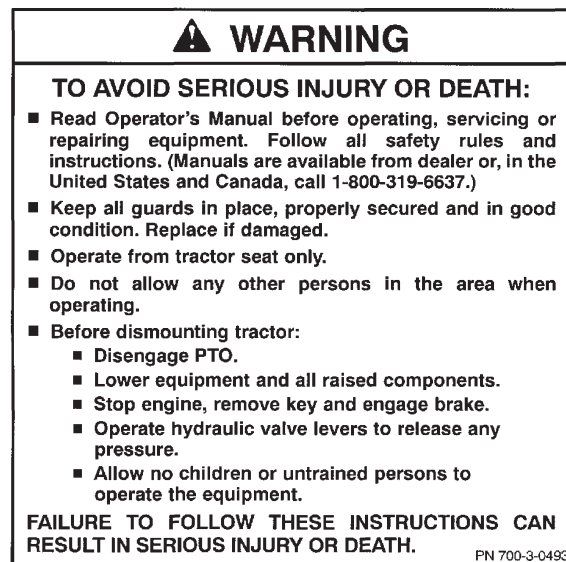 WARNING
TO AVOID SERIOUS INJURY OR DEATH:
■ Read Operator's Manual before operating, servicing or
repairing equipment. Follow all safety rules and
instructions. (Manuals are available from dealer or, in the
United States and Canada, call 1-800-319-6637.)
■ Keep all guards in place, properly secured and in good
condition. Replace if damaged.
■ Operate from tractor seat only.
■ Do not allow any other persons in the area when
operating.
■ Before dismounting tractor:
■ Disengage PTO.
■ Lower equipment and all raised components.
■ Stop engine, remove key and engage brake.
■ Operate hydraulic valve levers to release any
pressure.
■ Allow no children or untrained persons to
operate the equipment.
FAILURE TO FOLLOW THESE INSTRUCTIONS CAN
RESULT IN SERIOUS INJURY OR DEATH.
PN 700-3-0493